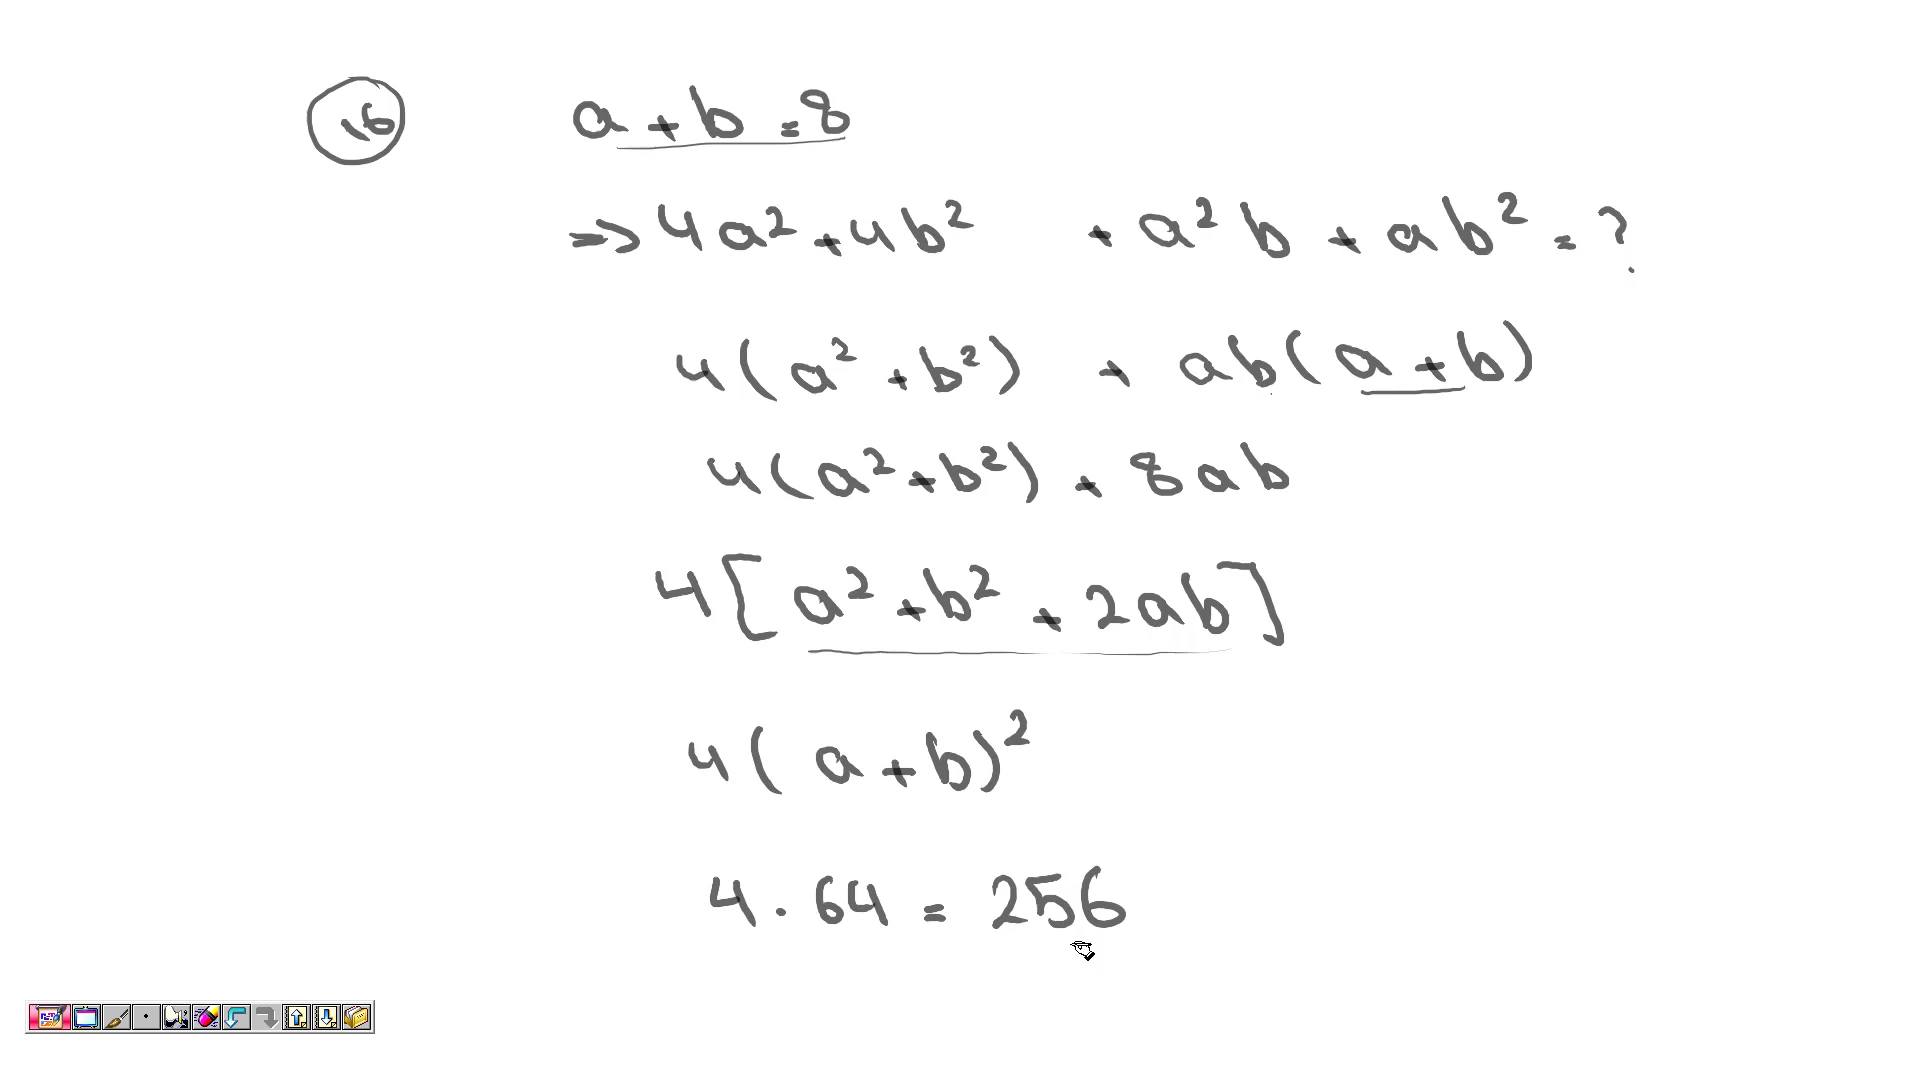 16 a + b = 8
=> 4a² + 4b² + a²b + ab² = ?
4(a² + b²) + ab(a + b)
4(a² + b²) + 8ab
4[a² + b² + 2ab]
4(a + b)²
4 . 64 = 256